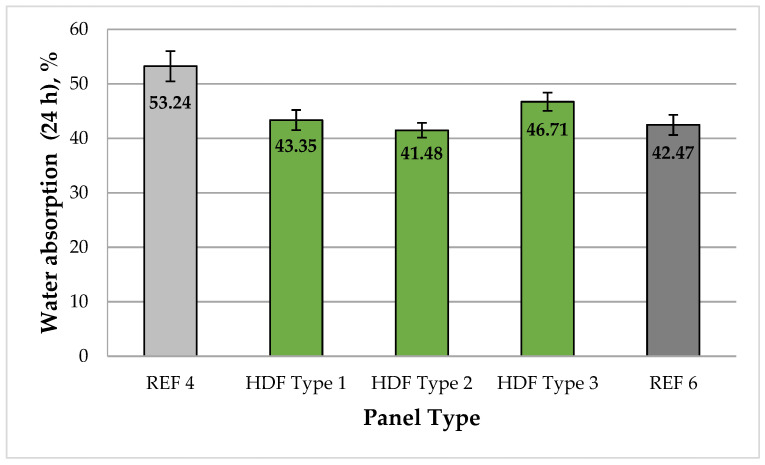 60
50
40
30
20
10
0
Water absorption (24 h), %
53.24
43.35
41.48
46.71
42.47
REF 4
HDF Type 1
HDF Type 2
HDF Type 3
REF 6
Panel Type